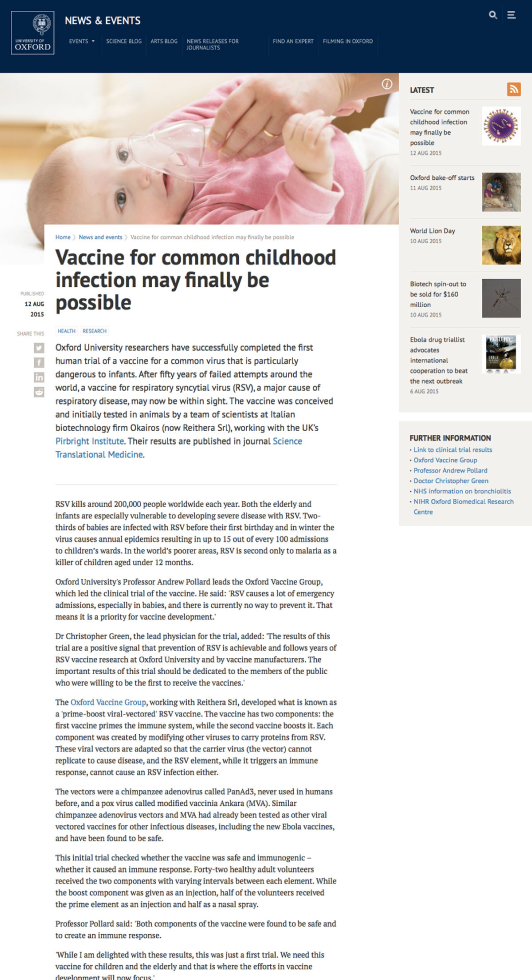 UNIVERSITY OF
OXFORD
NEWS & EVENTS
EVENTS
SCIENCE BLOG
ARTS BLOG
NEWS RELEASES FOR
JOURNALISTS
FIND AN EXPERT
FILMING IN OXFORD
Home
News and events
Vaccine for common childhood infection may finally be possible
Vaccine for common childhood
infection may finally be
possible
PUBLISHED
12 AUG
2015
SHARE THIS
HEALTH
RESEARCH
Oxford University researchers have successfully completed the first
human trial of a vaccine for a common virus that is particularly
dangerous to infants. After fifty years of failed attempts around the
world, a vaccine for respiratory syncytial virus (RSV), a major cause of
respiratory disease, may now be within sight. The vaccine was conceived
and initially tested in animals by a team of scientists at Italian
biotechnology firm Okairos (now Reithera Srl), working with the UK's
Pirbright Institute. Their results are published in journal Science
Translational Medicine.
RSV kills around 200,000 people worldwide each year. Both the elderly and
infants are especially vulnerable to developing severe disease with RSV. Two-
thirds of babies are infected with RSV before their first birthday and in winter the
virus causes annual epidemics resulting in up to 15 out of every 100 admissions
to children's wards. In the world's poorer areas, RSV is second only to malaria as a
killer of children aged under 12 months.
Oxford University's Professor Andrew Pollard leads the Oxford Vaccine Group,
which led the clinical trial of the vaccine. He said: 'RSV causes a lot of emergency
admissions, especially in babies, and there is currently no way to prevent it. That
means it is a priority for vaccine development.'
Dr Christopher Green, the lead physician for the trial, added: 'The results of this
trial are a positive signal that prevention of RSV is achievable and follows years of
RSV vaccine research at Oxford University and by vaccine manufacturers. The
important results of this trial should be dedicated to the members of the public
who were willing to be the first to receive the vaccines.'
The Oxford Vaccine Group, working with Reithera Srl, developed what is known as
a 'prime-boost viral-vectored' RSV vaccine. The vaccine has two components: the
first vaccine primes the immune system, while the second vaccine boosts it. Each
component was created by modifying other viruses to carry proteins from RSV.
These viral vectors are adapted so that the carrier virus (the vector) cannot
replicate to cause disease, and the RSV element, while it triggers an immune
response, cannot cause an RSV infection either.
The vectors were a chimpanzee adenovirus called PanAd3, never used in humans
before, and a pox virus called modified vaccinia Ankara (MVA). Similar
chimpanzee adenovirus vectors and MVA had already been tested as other viral
vectored vaccines for other infectious diseases, including the new Ebola vaccines,
and have been found to be safe.
This initial trial checked whether the vaccine was safe and immunogenic –
whether it caused an immune response. Forty-two healthy adult volunteers
received the two components with varying intervals between each element. While
the boost component was given as an injection, half of the volunteers received
the prime element as an injection and half as a nasal spray.
Professor Pollard said: 'Both components of the vaccine were found to be safe and
to create an immune response.
'While I am delighted with these results, this was just a first trial. We need this
vaccine for children and the elderly and that is where the efforts in vaccine
development will now focus.'
LATEST
Vaccine for common
childhood infection
may finally be
possible
12 AUG 2015
Oxford bake-off starts
11 AUG 2015
World Lion Day
10 AUG 2015
Biotech spin-out to
be sold for $160
million
10 AUG 2015
Ebola drug triallist
advocates
international
cooperation to beat
the next outbreak
6 AUG 2015
FURTHER INFORMATION
Link to clinical trial results
Oxford Vaccine Group
Professor Andrew Pollard
Doctor Christopher Green
NHS information on bronchiolitis
NIHR Oxford Biomedical Research
Centre